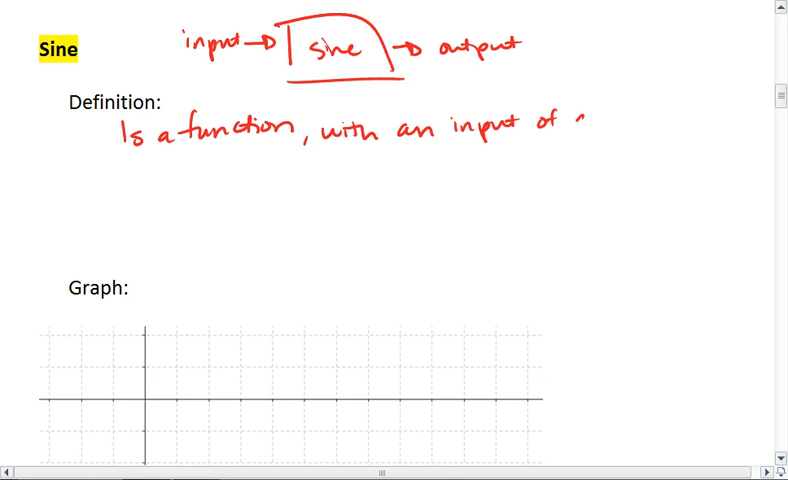 input → sine → output
Sine
Definition:
Is a function, with an input of
Graph: